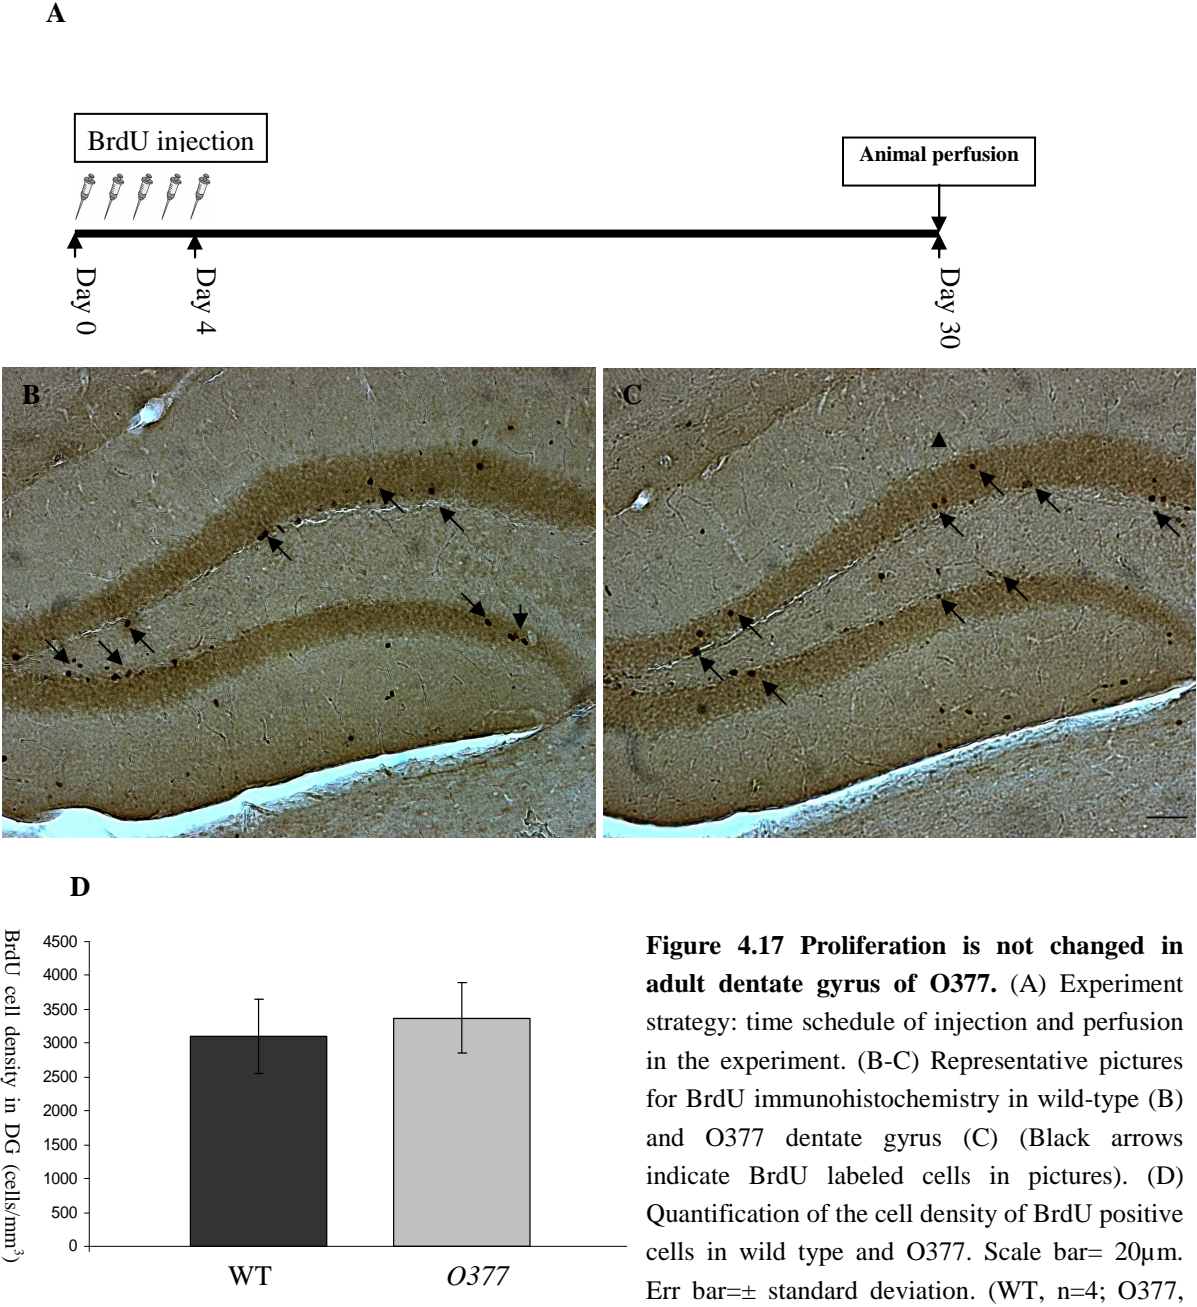 A
BrdU injection
Animal perfusion
Day 0
Day 4
Day 30
B
C
D
BrdU cell density in DG (cells/mm³)
4500
4000
3500
3000
2500
2000
1500
1000
500
0
WT
O377
Figure 4.17 Proliferation is not changed in
adult dentate gyrus of O377. (A) Experiment
strategy: time schedule of injection and perfusion
in the experiment. (B-C) Representative pictures
for BrdU immunohistochemistry in wild-type (B)
and O377 dentate gyrus (C) (Black arrows
indicate BrdU labeled cells in pictures). (D)
Quantification of the cell density of BrdU positive
cells in wild type and O377. Scale bar= 20µm.
Err bar=± standard deviation. (WT, n=4; O377,